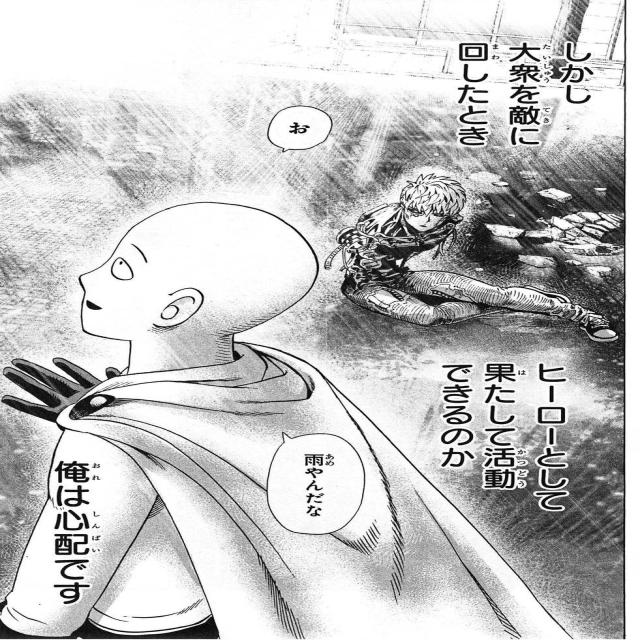 しかし
大衆を敵に
回したとき
お
ヒーローとして
果たして活動
できるのか
雨やんだな
俺は心配です